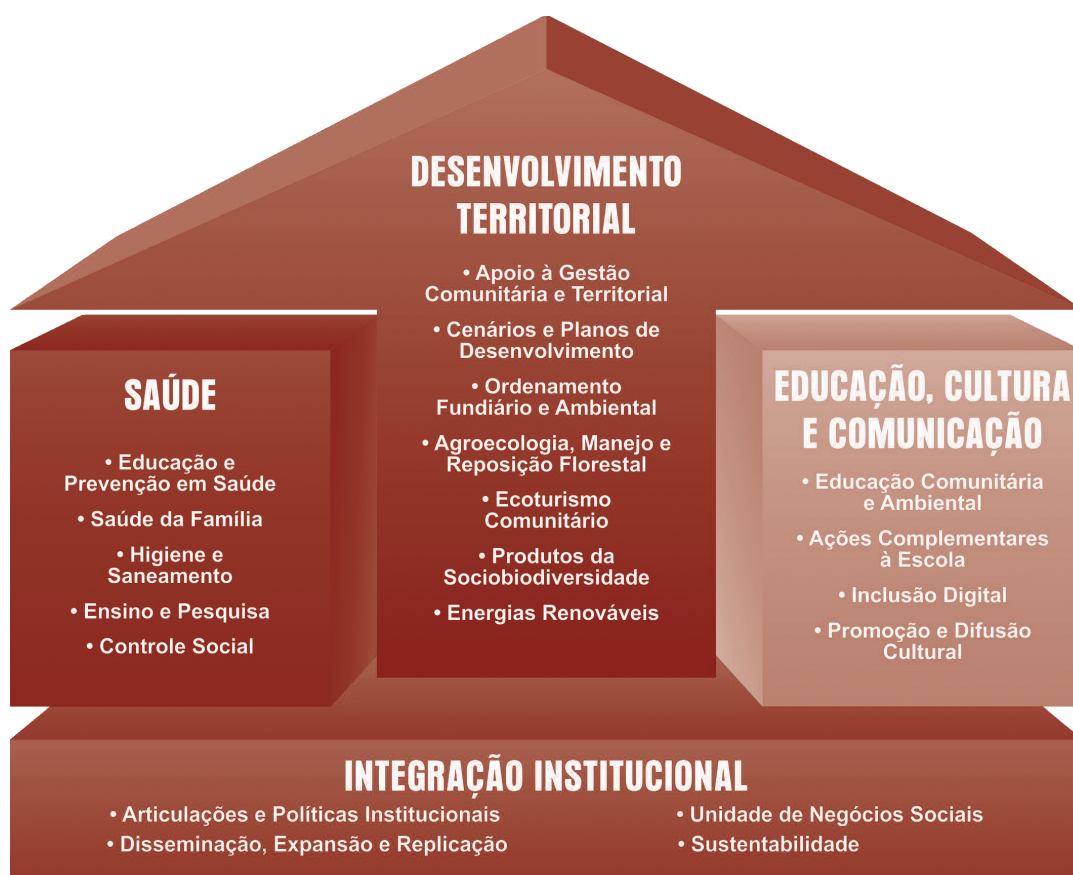 DESENVOLVIMENTO
TERRITORIAL
• Apoio à Gestão
Comunitária e Territorial
• Cenários e Planos de
Desenvolvimento
• Ordenamento
Fundiário e Ambiental
• Agroecologia, Manejo e
Reposição Florestal
• Ecoturismo
Comunitário
• Produtos da
Sociobiodiversidade
• Energias Renováveis
SAÚDE
• Educação e
Prevenção em Saúde
• Saúde da Família
• Higiene e
Saneamento
• Ensino e Pesquisa
• Controle Social
EDUCAÇÃO, CULTURA
E COMUNICAÇÃO
• Educação Comunitária
e Ambiental
• Ações Complementares
à Escola
• Inclusão Digital
• Promoção e Difusão
Cultural
INTEGRAÇÃO INSTITUCIONAL
• Articulações e Políticas Institucionais
• Disseminação, Expansão e Replicação
• Unidade de Negócios Sociais
• Sustentabilidade